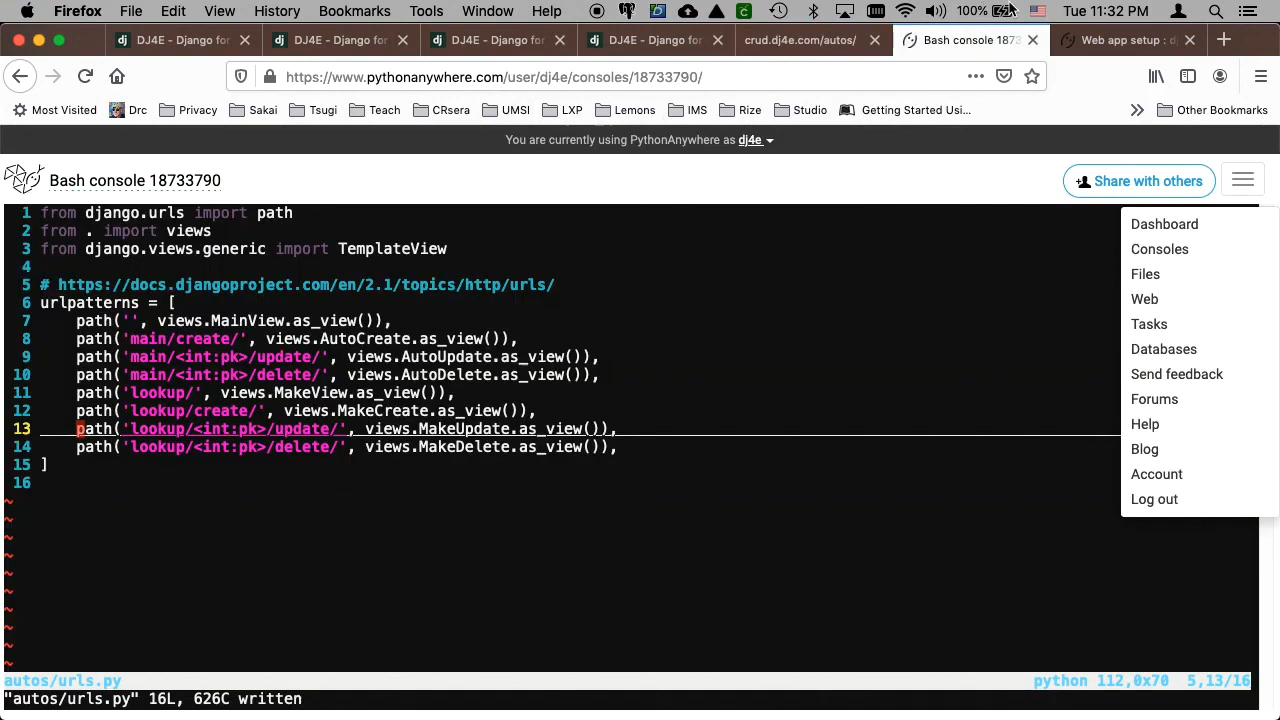 Firefox File Edit View History Bookmarks Tools Window Help 100% Tue 11:32 PM
DJ4E - Django for
DJ4E - Django for
DJ4E - Django for
DJ4E - Django for
crud.dj4e.com/autos/
Bash console 1873
Web app setup : d
https://www.pythonanywhere.com/user/dj4e/consoles/18733790/
Most Visited Drc Privacy Sakai Tsugi Teach CRsera UMSI LXP Lemons IMS Rize Studio Getting Started Usi... Other Bookmarks
You are currently using PythonAnywhere as dj4e
Bash console 18733790
Share with others
Dashboard
Consoles
Files
Web
Tasks
Databases
Send feedback
Forums
Help
Blog
Account
Log out
1 from django.urls import path
2 from . import views
3 from django.views.generic import TemplateView
4
5 # https://docs.djangoproject.com/en/2.1/topics/http/urls/
6 urlpatterns = [
7     path('', views.MainView.as_view()),
8     path('main/create/', views.AutoCreate.as_view()),
9     path('main/<int:pk>/update/', views.AutoUpdate.as_view()),
10     path('main/<int:pk>/delete/', views.AutoDelete.as_view()),
11     path('lookup/', views.MakeView.as_view()),
12     path('lookup/create/', views.MakeCreate.as_view()),
13     path('lookup/<int:pk>/update/', views.MakeUpdate.as_view()),
14     path('lookup/<int:pk>/delete/', views.MakeDelete.as_view()),
15 ]
16
~
~
~
~
~
~
~
~
~
~
autos/urls.py python 112,0x70 5,13/16
"autos/urls.py" 16L, 626C written